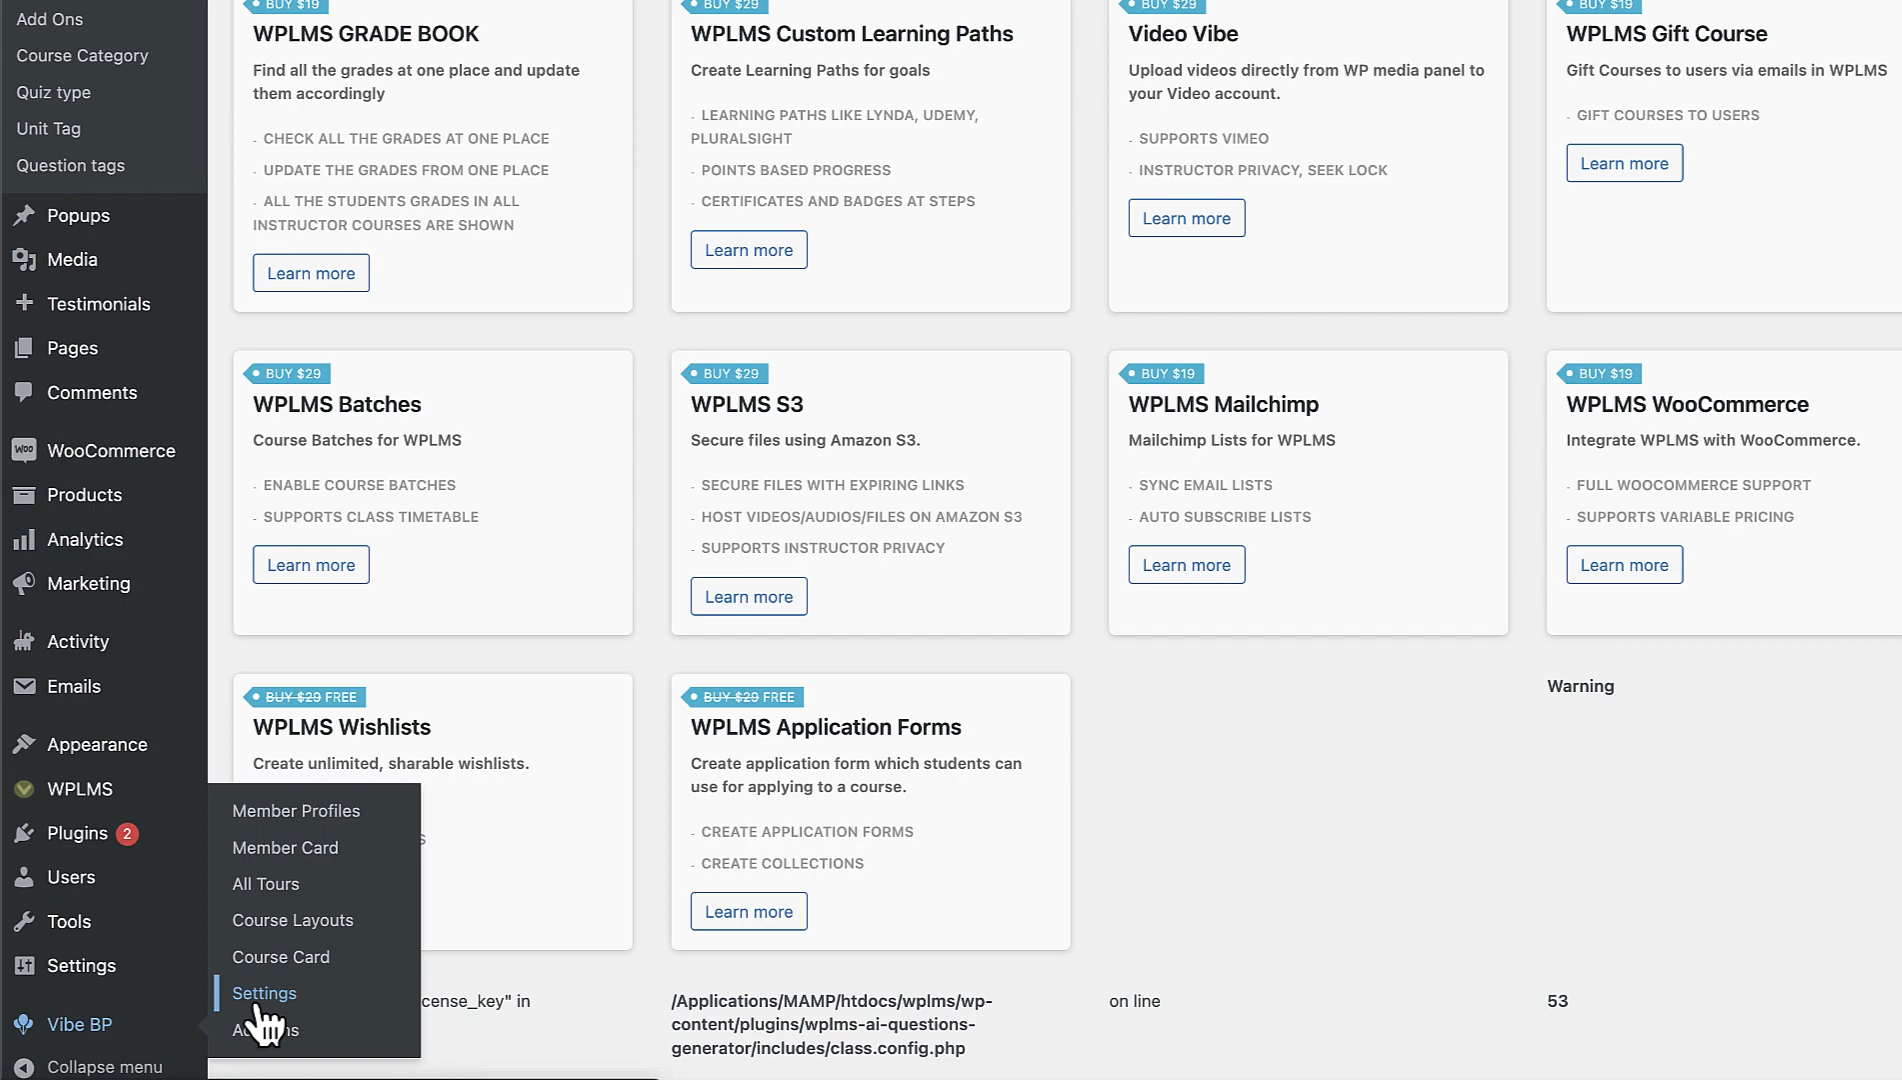 Add Ons
Course Category
Quiz type
Unit Tag
Question tags
Popups
Media
Testimonials
Pages
Comments
WooCommerce
Products
Analytics
Marketing
Activity
Emails
Appearance
WPLMS
Plugins 2
Users
Tools
Settings
Vibe BP
Collapse menu
Member Profiles
Member Card
All Tours
Course Layouts
Course Card
Settings
BUY $19
WPLMS GRADE BOOK
Find all the grades at one place and update
them accordingly
- CHECK ALL THE GRADES AT ONE PLACE
- UPDATE THE GRADES FROM ONE PLACE
- ALL THE STUDENTS GRADES IN ALL
INSTRUCTOR COURSES ARE SHOWN
Learn more
BUY $29
WPLMS Custom Learning Paths
Create Learning Paths for goals
- LEARNING PATHS LIKE LYNDA, UDEMY,
PLURALSIGHT
- POINTS BASED PROGRESS
- CERTIFICATES AND BADGES AT STEPS
Learn more
BUY $29
Video Vibe
Upload videos directly from WP media panel to
your Video account.
- SUPPORTS VIMEO
- INSTRUCTOR PRIVACY, SEEK LOCK
Learn more
BUY $19
WPLMS Gift Course
Gift Courses to users via emails in WPLMS
- GIFT COURSES TO USERS
Learn more
BUY $29
WPLMS Batches
Course Batches for WPLMS
- ENABLE COURSE BATCHES
- SUPPORTS CLASS TIMETABLE
Learn more
BUY $29
WPLMS S3
Secure files using Amazon S3.
- SECURE FILES WITH EXPIRING LINKS
- HOST VIDEOS/AUDIOS/FILES ON AMAZON S3
- SUPPORTS INSTRUCTOR PRIVACY
Learn more
BUY $19
WPLMS Mailchimp
Mailchimp Lists for WPLMS
- SYNC EMAIL LISTS
- AUTO SUBSCRIBE LISTS
Learn more
BUY $19
WPLMS WooCommerce
Integrate WPLMS with WooCommerce.
- FULL WOOCOMMERCE SUPPORT
- SUPPORTS VARIABLE PRICING
Learn more
BUY $29 FREE
WPLMS Wishlists
Create unlimited, sharable wishlists.
BUY $29 FREE
WPLMS Application Forms
Create application form which students can
use for applying to a course.
- CREATE APPLICATION FORMS
- CREATE COLLECTIONS
Learn more
Warning
cense_key" in
/Applications/MAMP/htdocs/wplms/wp-
content/plugins/wplms-ai-questions-
generator/includes/class.config.php
on line
53